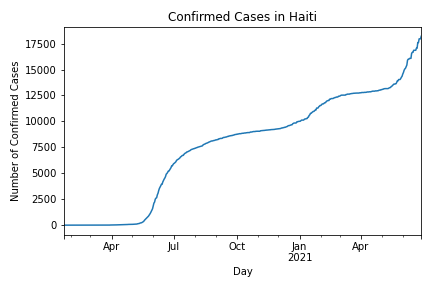 Confirmed Cases in Haiti
17500
15000
12500
10000
7500
5000
2500
0
Number of Confirmed Cases
Apr
Jul
Oct
Jan
2021
Apr
Day